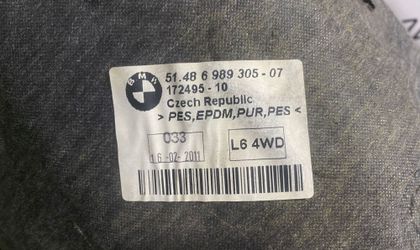 BMW
51.48 6 989 305 - 07
172495 - 10
Czech Republic
> PES,EPDM,PUR,PES <
033
16 -02- 2011
L6 4WD